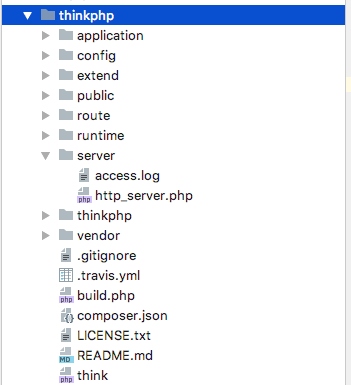 thinkphp
application
config
extend
public
route
runtime
server
access.log
php http_server.php
thinkphp
vendor
.gitignore
.travis.yml
php build.php
composer.json
LICENSE.txt
MD README.md
php think